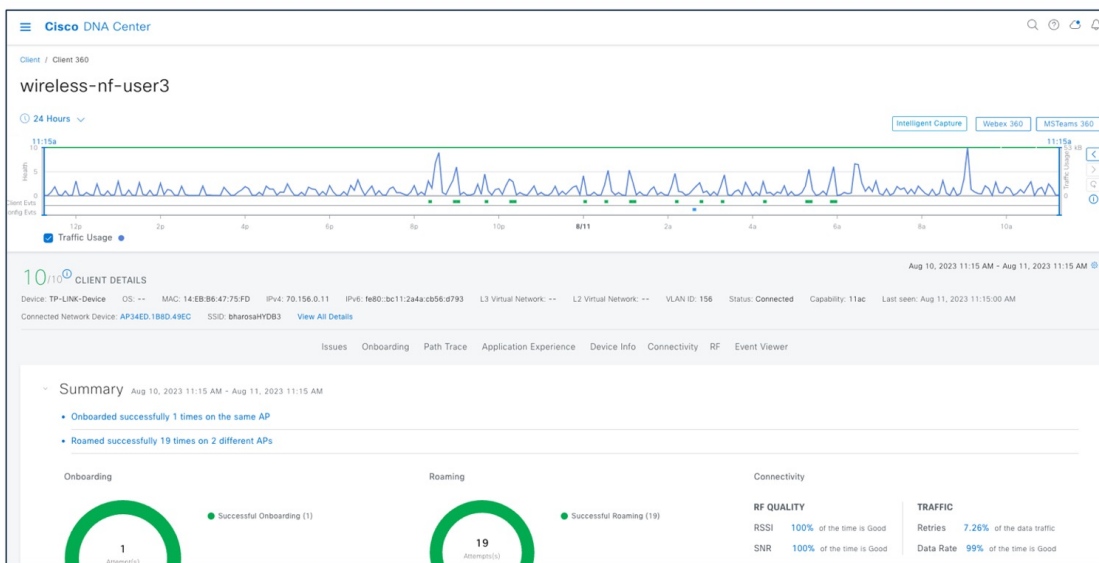 Cisco DNA Center
Client / Client 360
wireless-nf-user3
24 Hours
Intelligent Capture Webex 360 MSTeams 360
11:15a 11:15a
10 53 kB
Health
5
Traffic Usage
0 0
Client Evts
onfig Evts
12p 2p 4p 6p 8p 10p 8/11 2a 4a 6a 8a 10a
Traffic Usage
Aug 10, 2023 11:15 AM - Aug 11, 2023 11:15 AM
10/10 CLIENT DETAILS
Device: TP-LINK-Device OS: -- MAC: 14:EB:B6:47:75:FD IPv4: 70.156.0.11 IPv6: fe80::bc11:2a4a:cb56:d793 L3 Virtual Network: -- L2 Virtual Network: -- VLAN ID: 156 Status: Connected Capability: 11ac Last seen: Aug 11, 2023 11:15:00 AM
Connected Network Device: AP34ED.1B8D.49EC SSID: bharosaHYDB3 View All Details
Issues Onboarding Path Trace Application Experience Device Info Connectivity RF Event Viewer
Summary Aug 10, 2023 11:15 AM - Aug 11, 2023 11:15 AM
Onboarded successfully 1 times on the same AP
Roamed successfully 19 times on 2 different APs
Onboarding Roaming Connectivity
RF QUALITY TRAFFIC
Successful Onboarding (1) Successful Roaming (19)
RSSI 100% of the time is Good Retries 7.26% of the data traffic
1 19
SNR 100% of the time is Good Data Rate 99% of the time is Good
Attempt(s) Attempt(s)